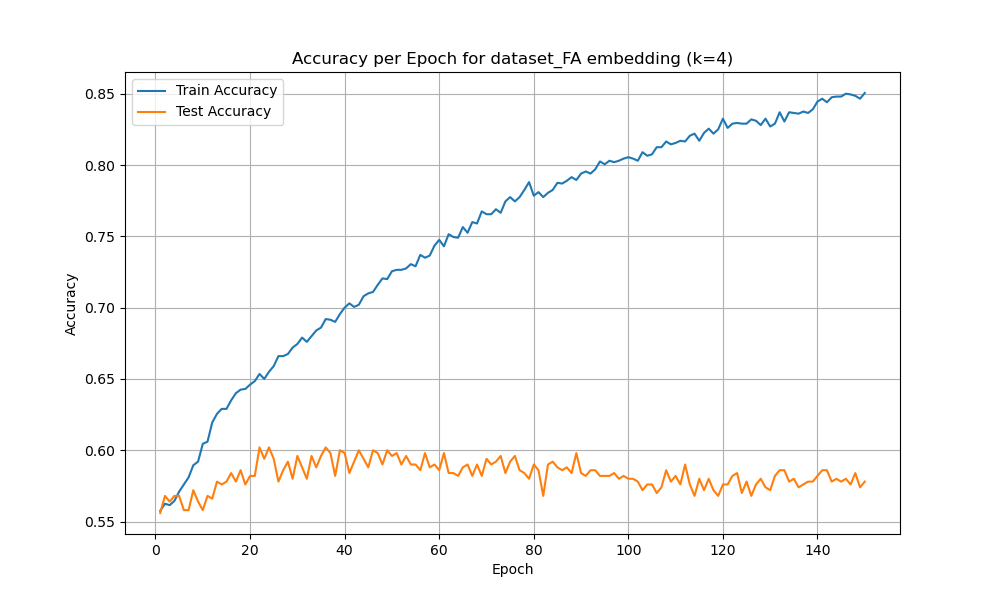 Accuracy per Epoch for dataset_FA embedding (k=4)
Train Accuracy
Test Accuracy
0.85
0.80
0.75
0.70
0.65
0.60
0.55
Accuracy
0 20 40 60 80 100 120 140
Epoch